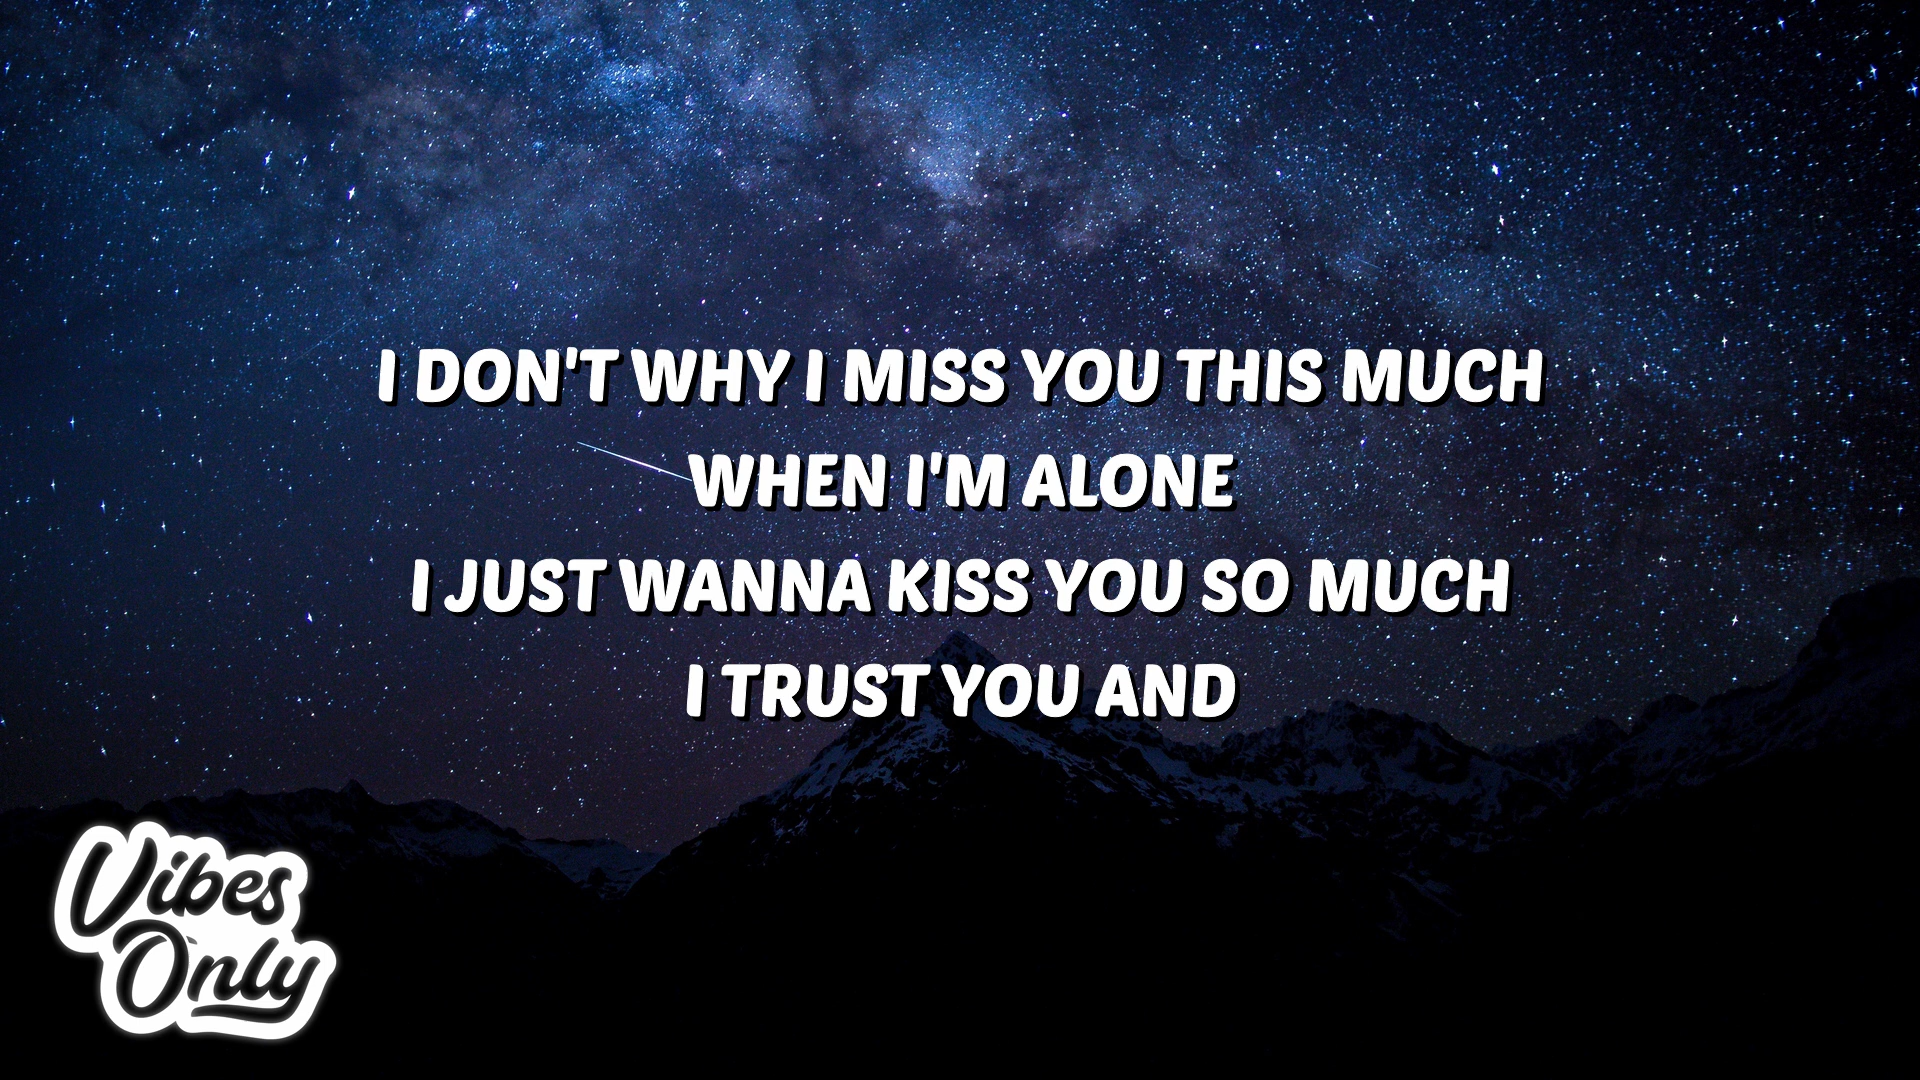 I DON'T WHY I MISS YOU THIS MUCH
WHEN I'M ALONE
I JUST WANNA KISS YOU SO MUCH
I TRUST YOU AND
Vibes
Only